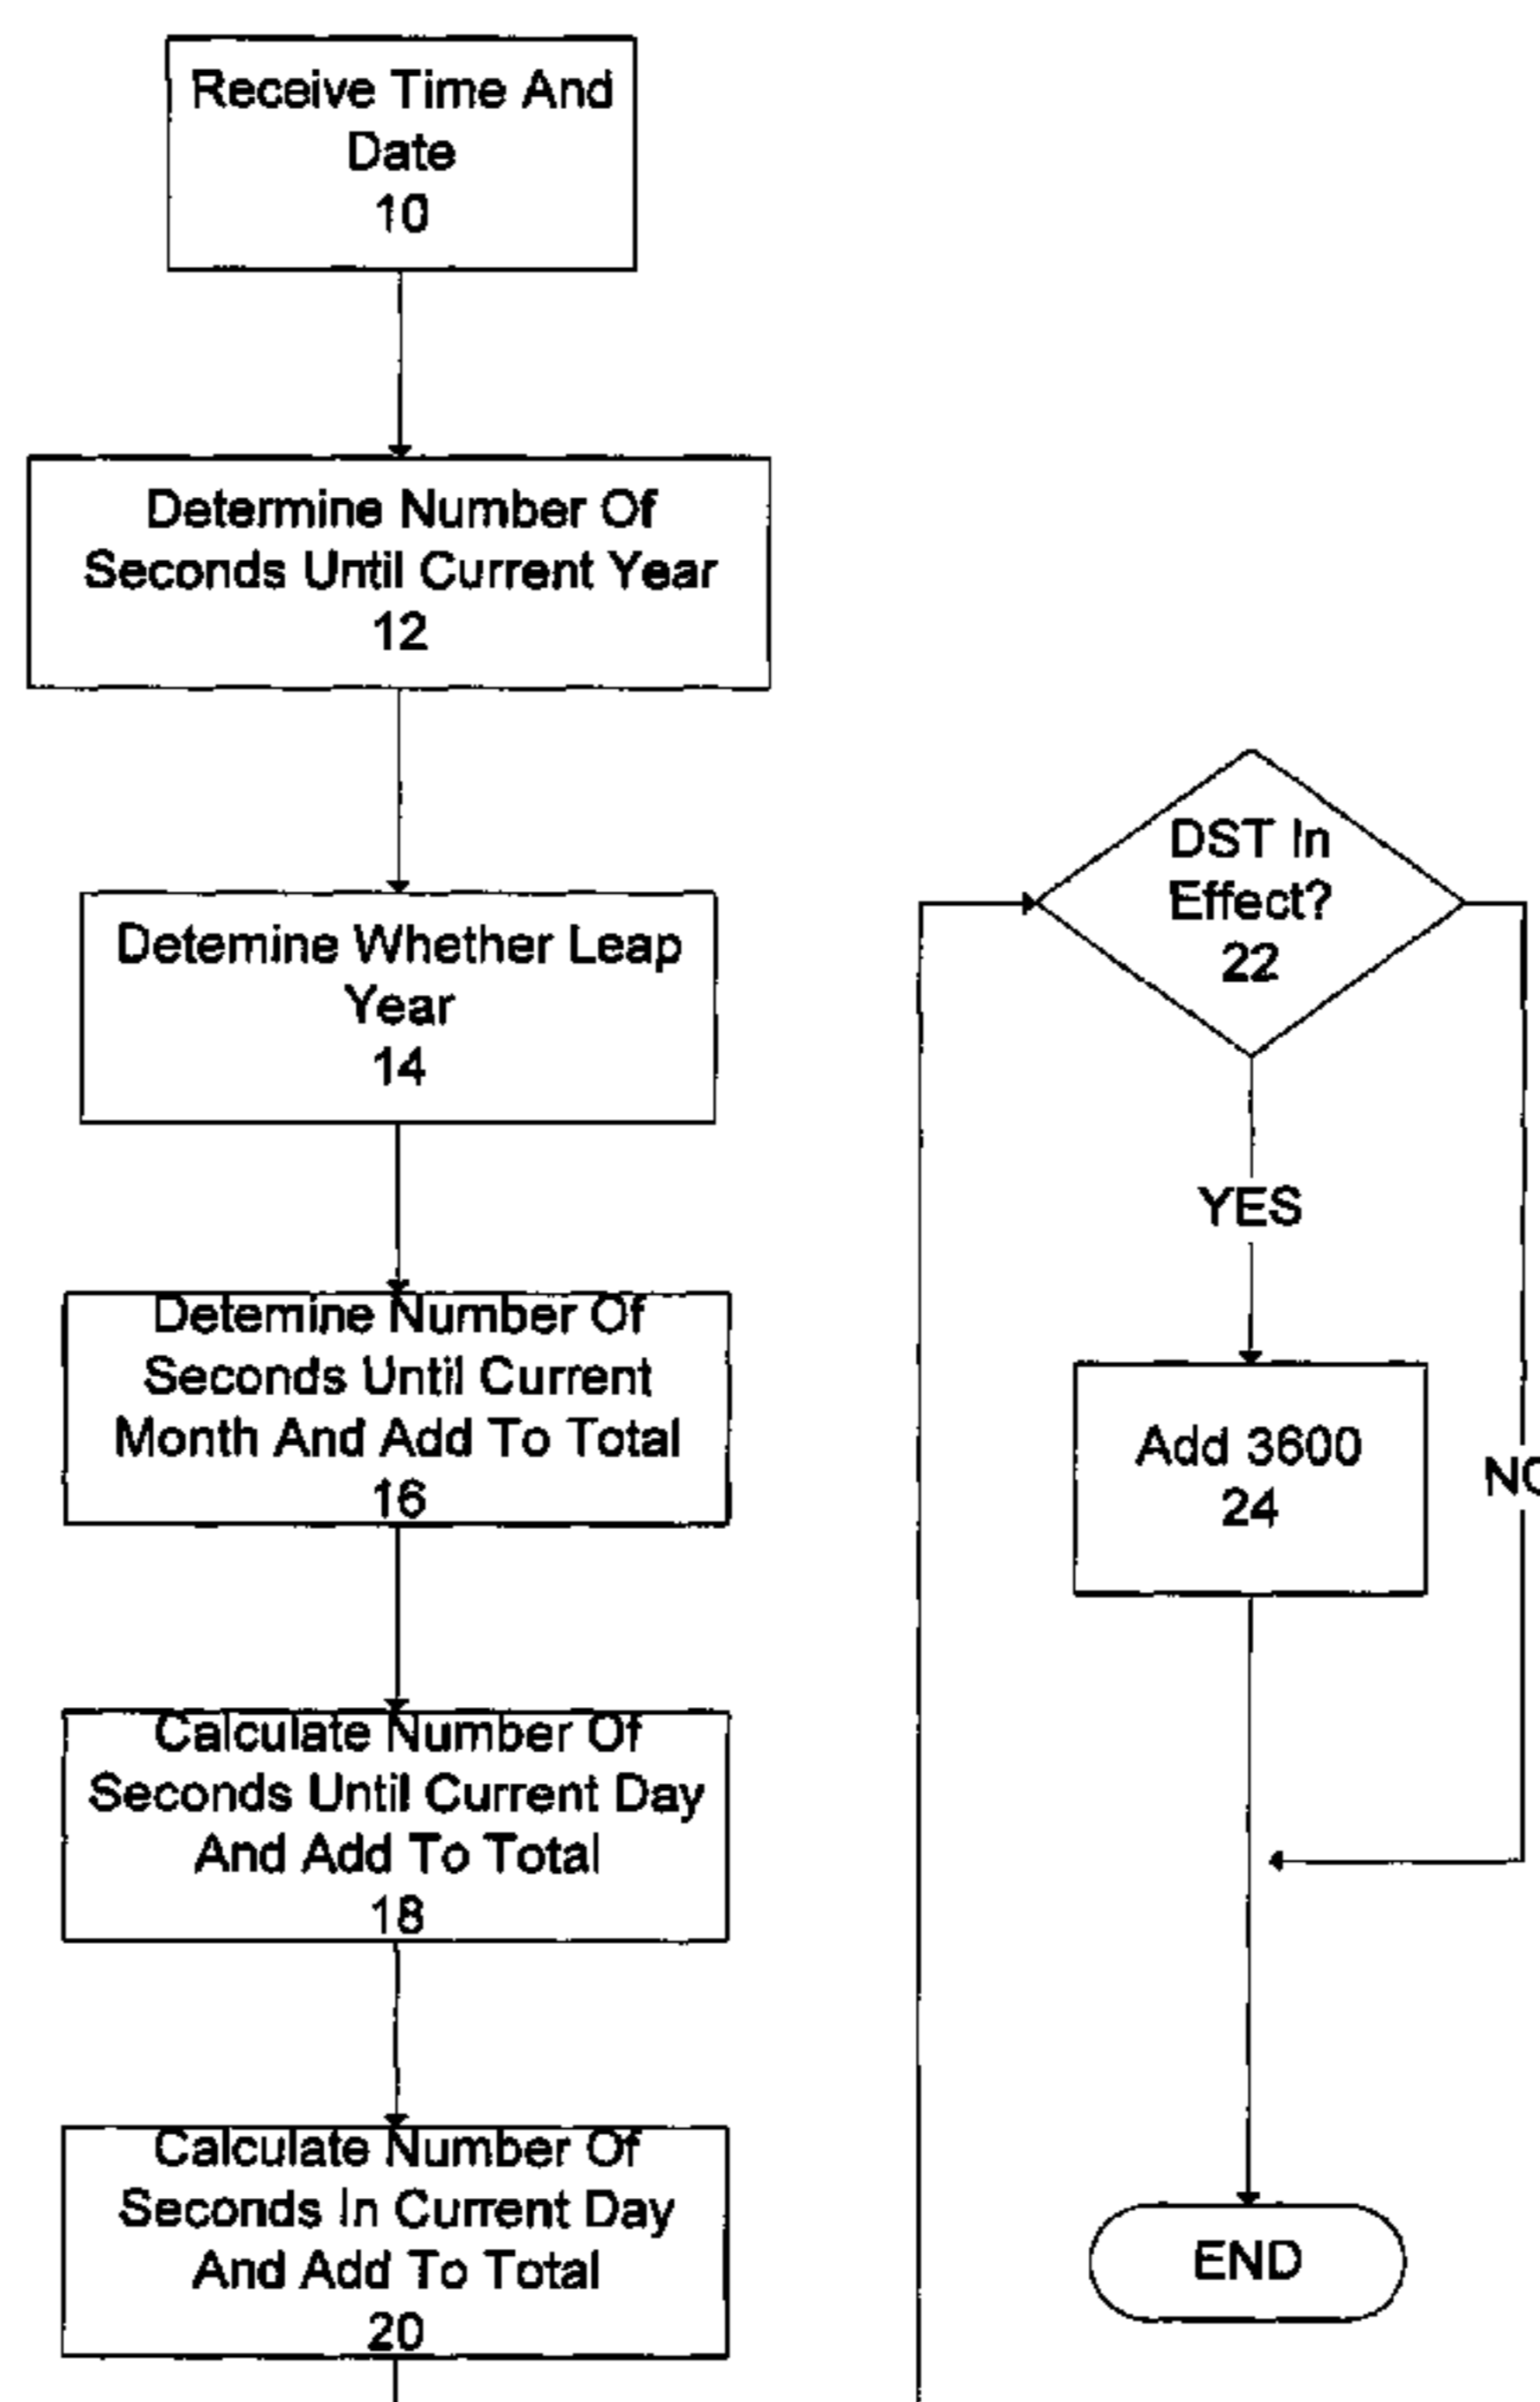 Receive Time And
Date
10
Determine Number Of
Seconds Until Current Year
12
Detemine Whether Leap
Year
14
Detemine Number Of
Seconds Until Current
Month And Add To Total
16
Calculate Number Of
Seconds Until Current Day
And Add To Total
18
Calculate Number Of
Seconds In Current Day
And Add To Total
20
DST In
Effect?
22
YES
Add 3600
24
NO
END